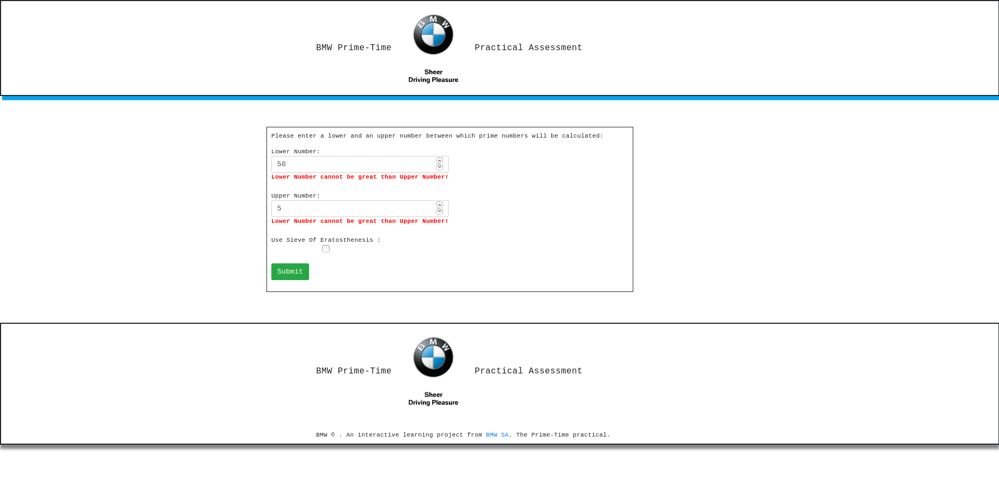 BMW Prime-Time
BMW
Practical Assessment
Sheer
Driving Pleasure
Please enter a lower and an upper number between which prime numbers will be calculated:
Lower Number:
50
Lower Number cannot be great than Upper Number!
Upper Number:
5
Lower Number cannot be great than Upper Number!
Use Sieve Of Eratosthenesis :
Submit
BMW Prime-Time
BMW
Practical Assessment
Sheer
Driving Pleasure
BMW © . An interactive learning project from BMW SA. The Prime-Time practical.